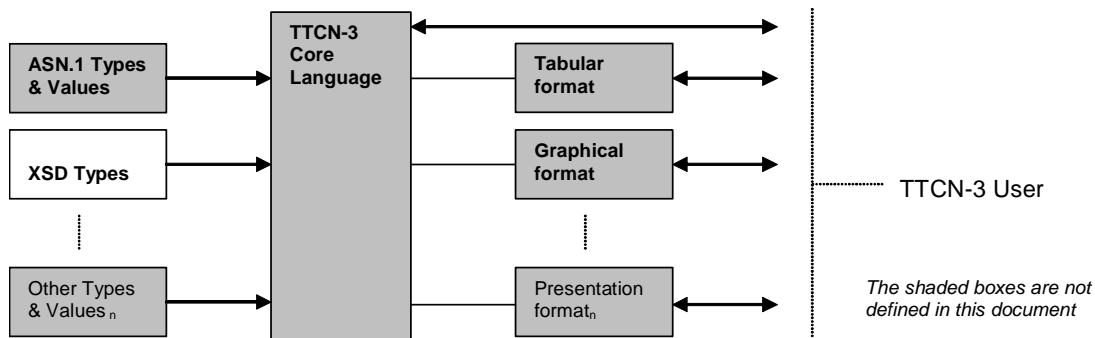 TTCN-3
Core
Language
ASN.1 Types
& Values
Tabular
format
XSD Types
Graphical
format
TTCN-3 User
Other Types
& Values n
Presentation
formatn
The shaded boxes are not
defined in this document